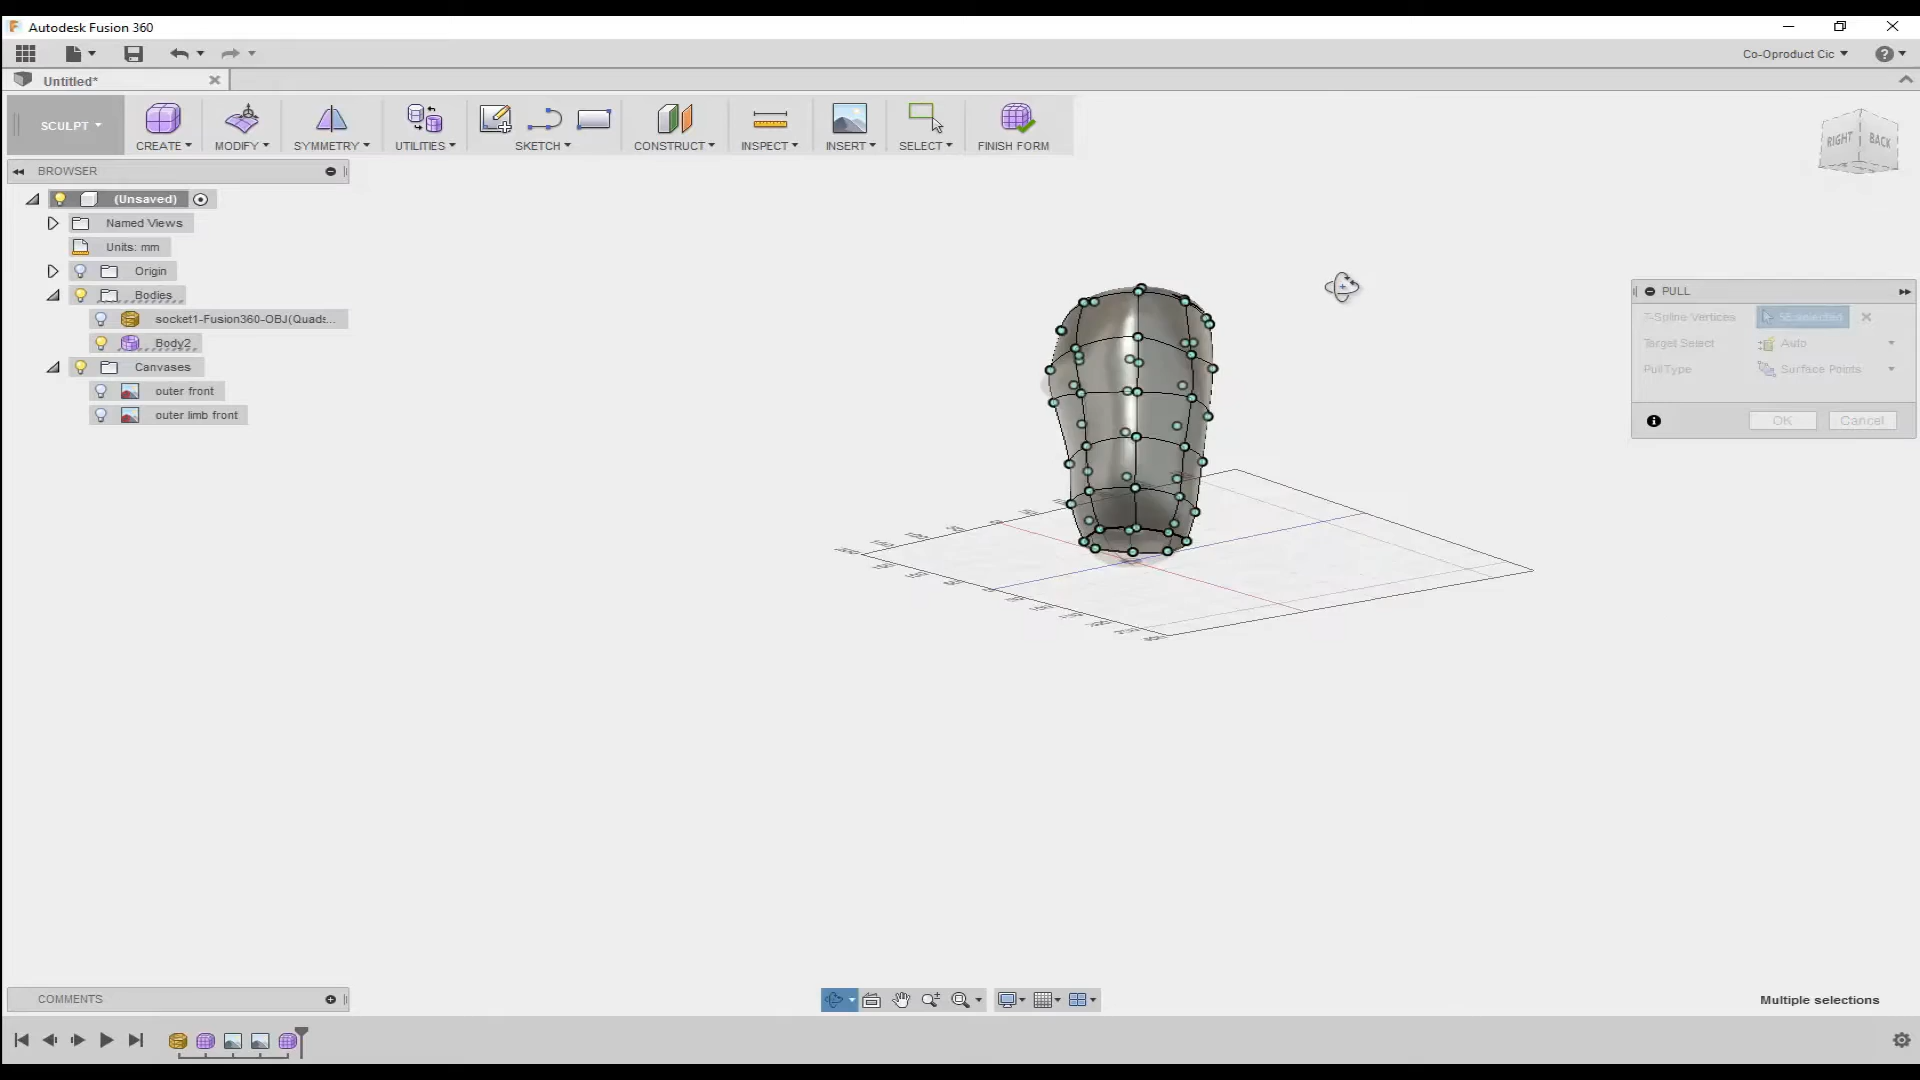 Autodesk Fusion 360
Co-Oproduct Cic
Untitled*
SCULPT
CREATE
MODIFY
SYMMETRY
UTILITIES
SKETCH
CONSTRUCT
INSPECT
INSERT
SELECT
FINISH FORM
RIGHT
BACK
BROWSER
(Unsaved)
Named Views
Units: mm
Origin
Bodies
socket1-Fusion360-OBJ(Quads...
Body2
Canvases
outer front
outer limb front
PULL
T-Spline Vertices
selected
Target Select
Auto
Pull Type
Surface Points
OK
Cancel
COMMENTS
Multiple selections